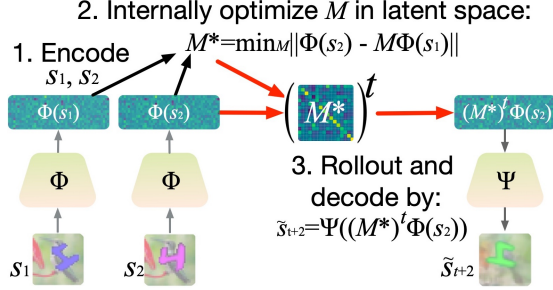 2. Internally optimize M in latent space:
M*=minM||Φ(s2) - MΦ(s1)||
1. Encode
s1, s2
Φ(s1)
Φ(s2)
(M*)^t
(M*)^tΦ(s2)
3. Rollout and
decode by:
s̃t+2=Ψ((M*)^tΦ(s2))
Φ
Φ
Ψ
s1
s2
s̃t+2